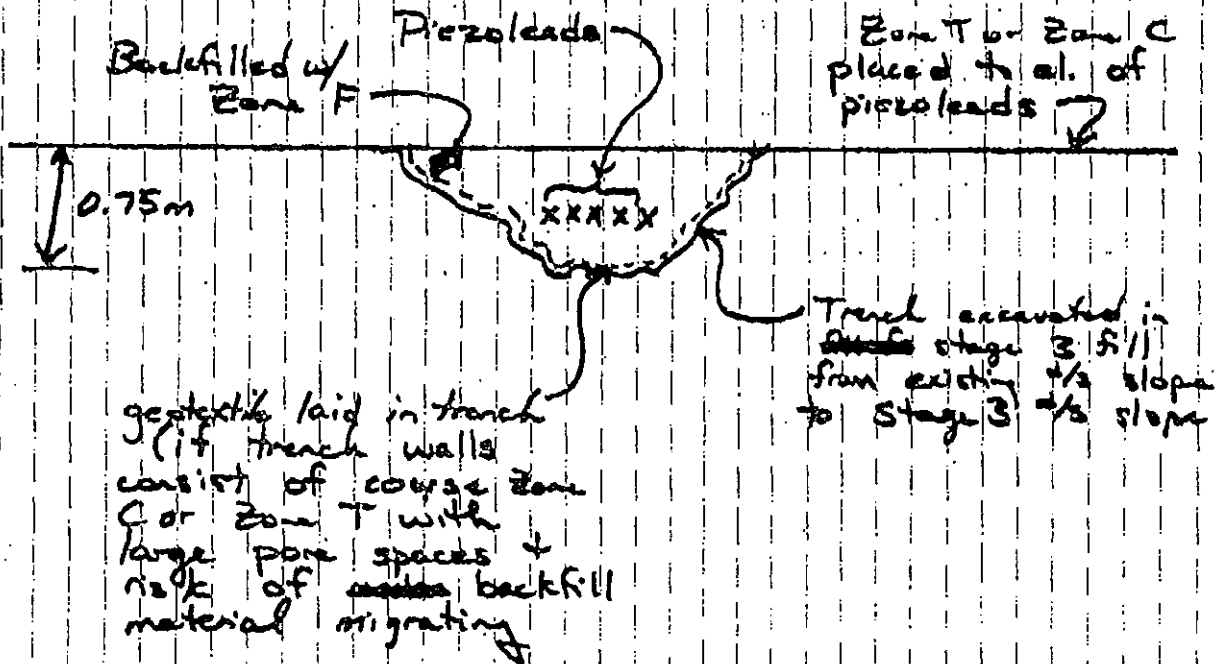 Piezoleads
Backfilled w/
Zone F
Zone T or Zone C
placed to el. of
piezoleads
0.75m
xxxxx
Trench excavated in
stage 3 fill
from existing d/s slope
to Stage 3 d/s slope
geotextile laid in trench
(if trench walls
consist of course Zone
C or Zone T with
large pore spaces +
risk of backfill
material migrating